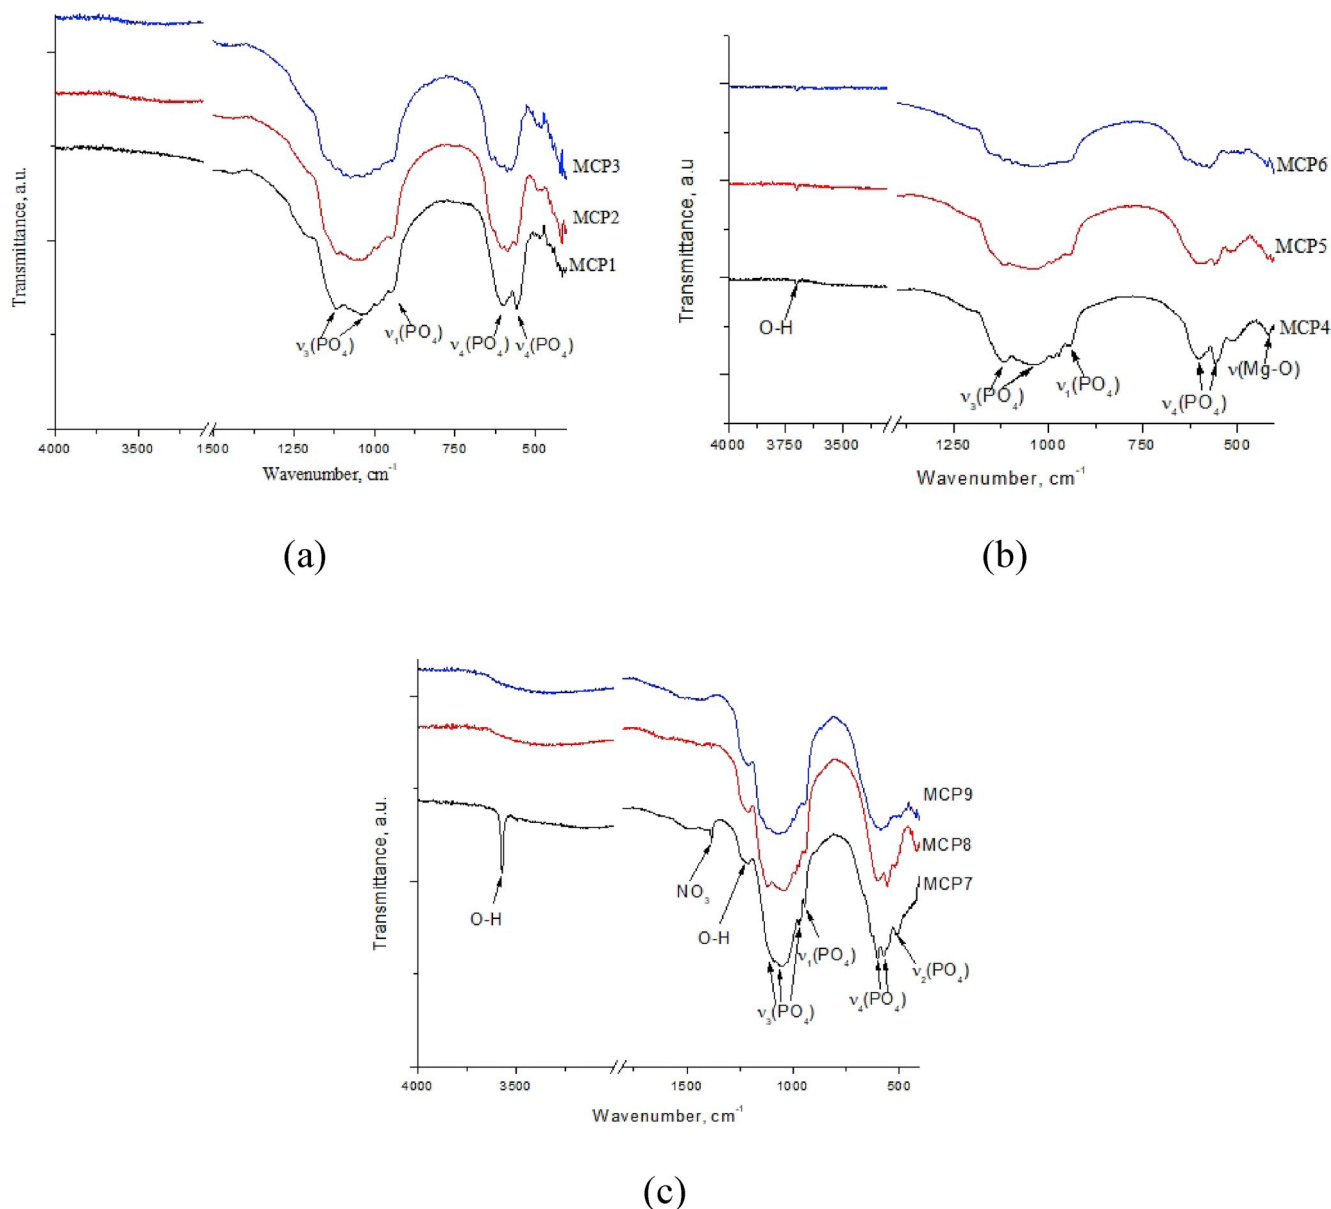 MCP3
MCP2
MCP1
Transmittance, a.u.
ν₃(PO₄)
ν₁(PO₄)
ν₄(PO₄)
ν₄(PO₄)
4000 1500 1250 1000 750 500
Wavenumber, cm⁻¹
(a)
MCP6
MCP5
MCP4
Transmittance, a.u
O-H
ν(Mg-O)
ν₃(PO₄)
ν₁(PO₄)
ν₄(PO₄)
4000 3750 3500 1250 1000 750 500
Wavenumber, cm⁻¹
(b)
MCP9
MCP8
MCP7
Transmittance, a.u.
O-H
NO₃
O-H
ν₁(PO₄)
ν₂(PO₄)
ν₃(PO₄)
ν₄(PO₄)
4000 3500 1500 1000 500
Wavenumber, cm⁻¹
(c)